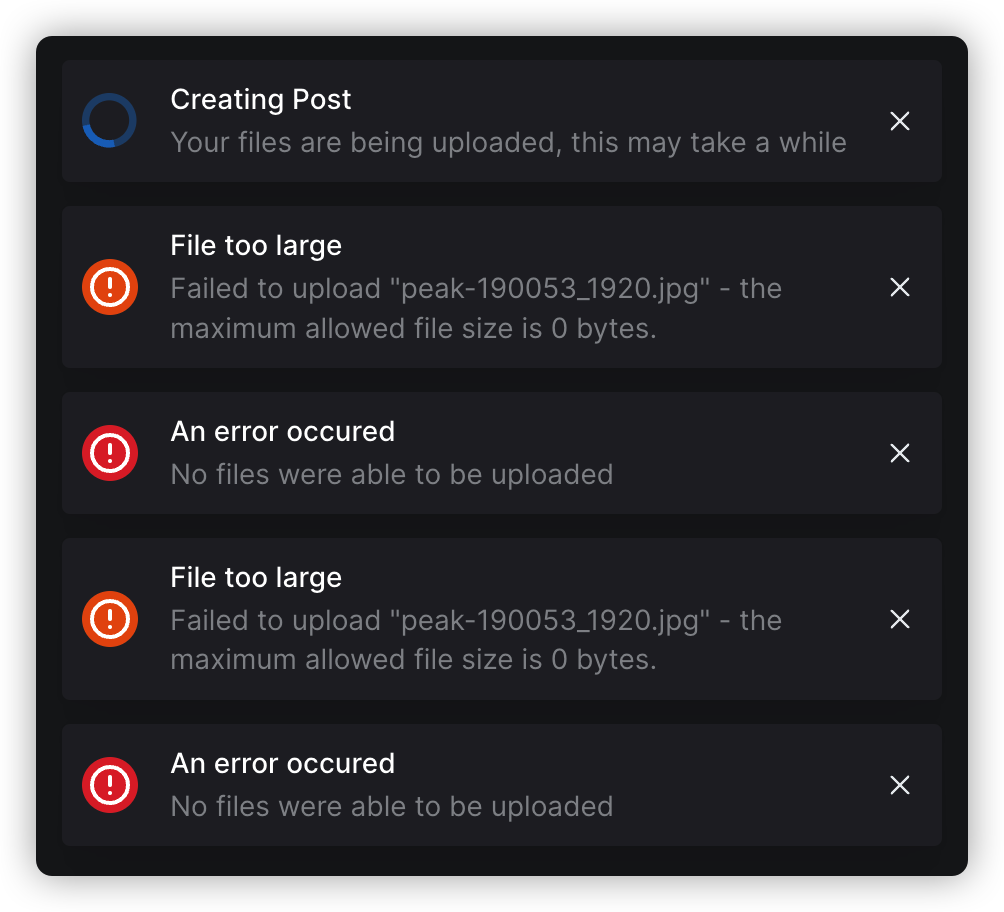 Creating Post
Your files are being uploaded, this may take a while
File too large
Failed to upload "peak-190053_1920.jpg" - the
maximum allowed file size is 0 bytes.
An error occured
No files were able to be uploaded
File too large
Failed to upload "peak-190053_1920.jpg" - the
maximum allowed file size is 0 bytes.
An error occured
No files were able to be uploaded